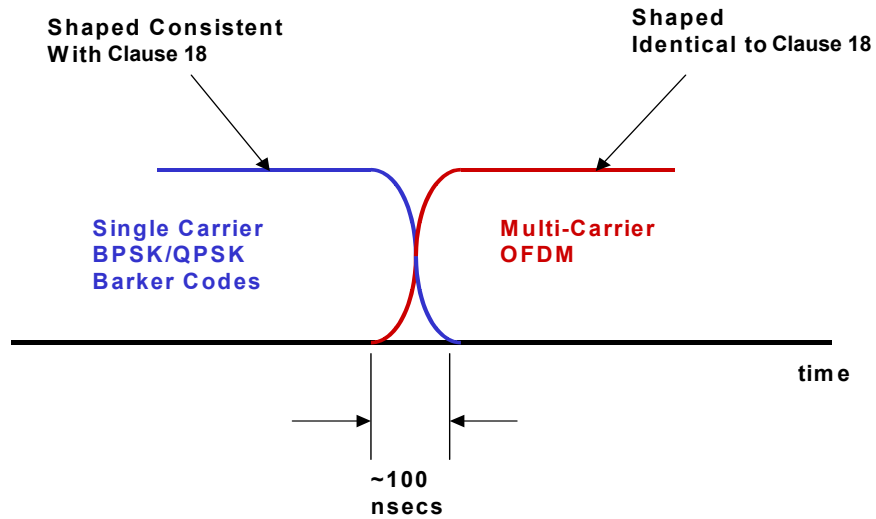 Shaped Consistent
With Clause 18
Shaped
Identical to Clause 18
Single Carrier
BPSK/QPSK
Barker Codes
Multi-Carrier
OFDM
time
~100
nsecs